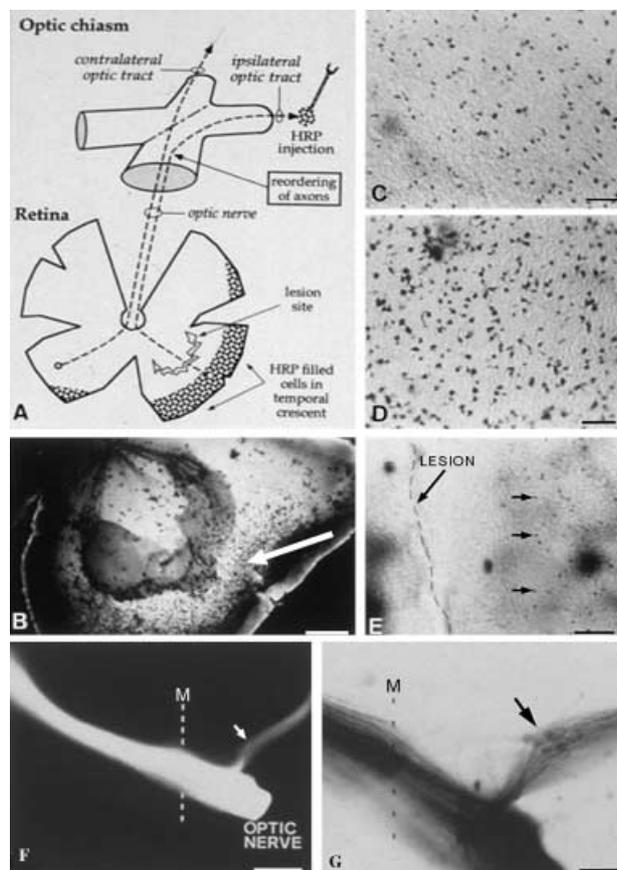 Optic chiasm
contralateral
optic tract
ipsilateral
optic tract
HRP
injection
reordering
of axons
optic nerve
Retina
lesion
site
HRP filled
cells in
temporal
crescent
A
C
D
B
LESION
E
M
OPTIC
NERVE
F
M
G